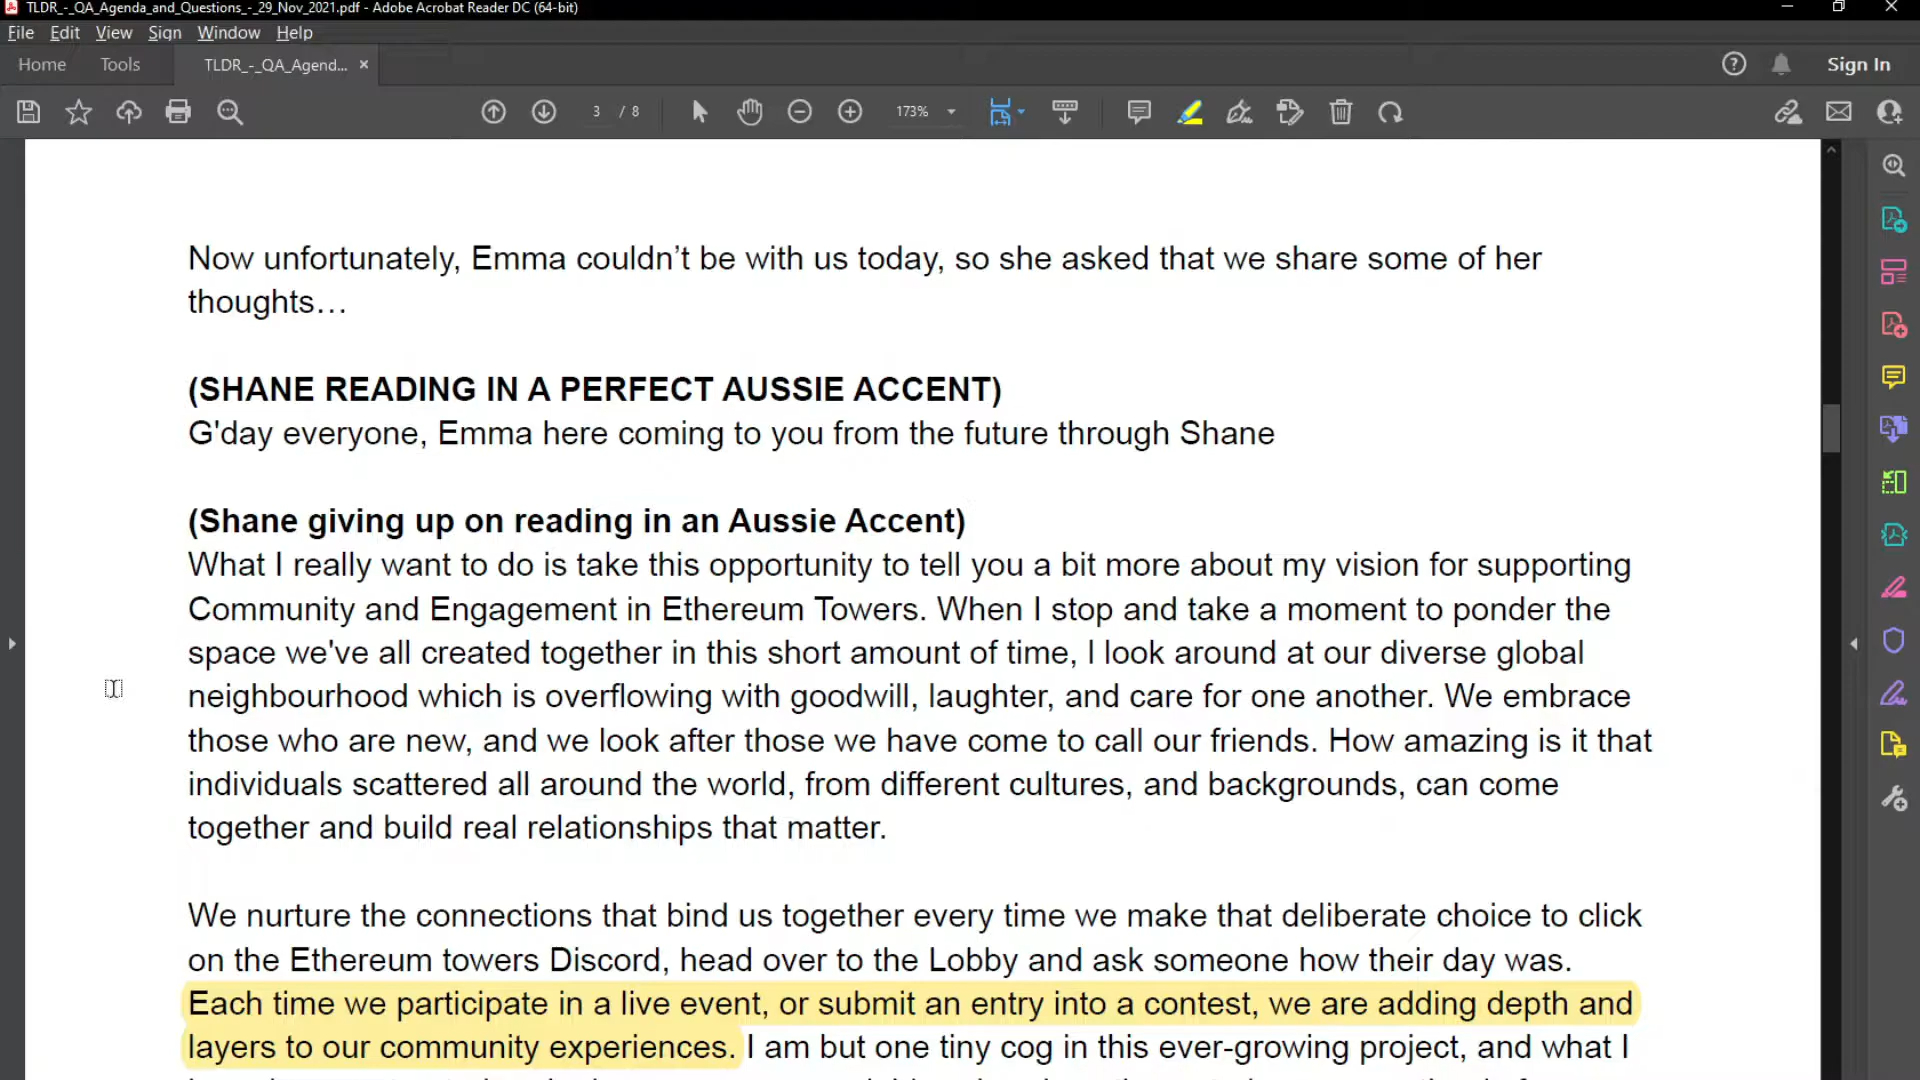 TLDR_-_QA_Agenda_and_Questions_-_29_Nov_2021.pdf - Adobe Acrobat Reader DC (64-bit)
File Edit View Sign Window Help
Home Tools TLDR_-_QA_Agend... × Sign In
3 / 8 173%
Now unfortunately, Emma couldn’t be with us today, so she asked that we share some of her
thoughts…
(SHANE READING IN A PERFECT AUSSIE ACCENT)
G'day everyone, Emma here coming to you from the future through Shane
(Shane giving up on reading in an Aussie Accent)
What I really want to do is take this opportunity to tell you a bit more about my vision for supporting
Community and Engagement in Ethereum Towers. When I stop and take a moment to ponder the
space we've all created together in this short amount of time, I look around at our diverse global
neighbourhood which is overflowing with goodwill, laughter, and care for one another. We embrace
those who are new, and we look after those we have come to call our friends. How amazing is it that
individuals scattered all around the world, from different cultures, and backgrounds, can come
together and build real relationships that matter.
We nurture the connections that bind us together every time we make that deliberate choice to click
on the Ethereum towers Discord, head over to the Lobby and ask someone how their day was.
Each time we participate in a live event, or submit an entry into a contest, we are adding depth and
layers to our community experiences. I am but one tiny cog in this ever-growing project, and what I